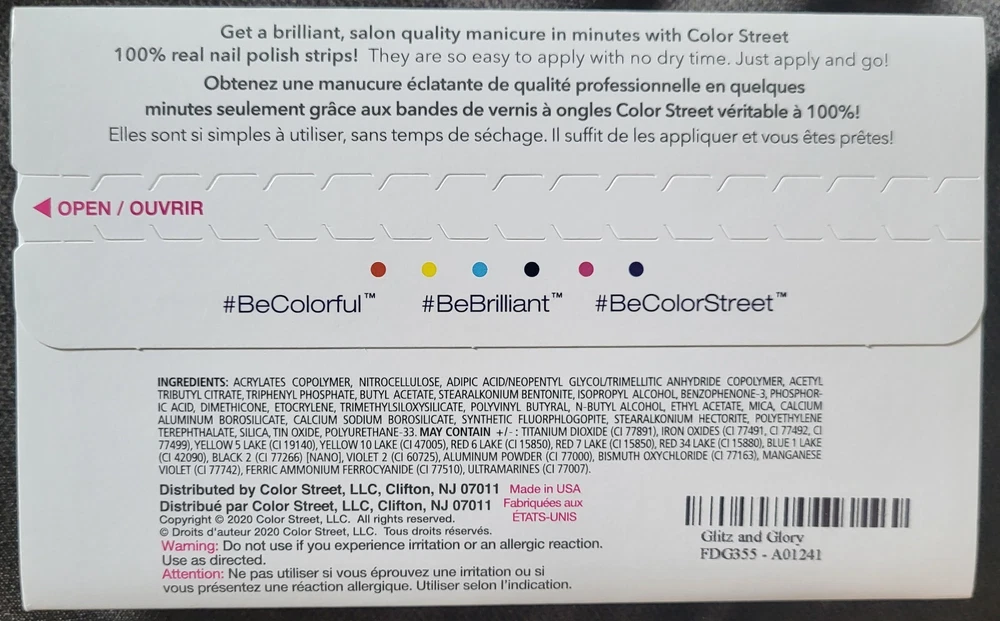 Get a brilliant, salon quality manicure in minutes with Color Street
100% real nail polish strips! They are so easy to apply with no dry time. Just apply and go!
Obtenez une manucure éclatante de qualité professionnelle en quelques
minutes seulement grâce aux bandes de vernis à ongles Color Street véritable à 100%!
Elles sont si simples à utiliser, sans temps de séchage. Il suffit de les appliquer et vous êtes prêtes!
OPEN / OUVRIR
#BeColorful™ #BeBrilliant™ #BeColorStreet™
INGREDIENTS: ACRYLATES COPOLYMER, NITROCELLULOSE, ADIPIC ACID/NEOPENTYL GLYCOL/TRIMELLITIC ANHYDRIDE COPOLYMER, ACETYL
TRIBUTYL CITRATE, TRIPHENYL PHOSPHATE, BUTYL ACETATE, STEARALKONIUM BENTONITE, ISOPROPYL ALCOHOL, BENZOPHENONE-3, PHOSPHOR-
IC ACID, DIMETHICONE, ETOCRYLENE, TRIMETHYLSILOXYSILICATE, POLYVINYL BUTYRAL, N-BUTYL ALCOHOL, ETHYL ACETATE, MICA, CALCIUM
ALUMINUM BOROSILICATE, CALCIUM SODIUM BOROSILICATE, SYNTHETIC FLUORPHLOGOPITE, STEARALKONIUM HECTORITE, POLYETHYLENE
TEREPHTHALATE, SILICA, TIN OXIDE, POLYURETHANE-33. MAY CONTAIN +/- : TITANIUM DIOXIDE (CI 77891), IRON OXIDES (CI 77491, CI 77492, CI
77499), YELLOW 5 LAKE (CI 19140), YELLOW 10 LAKE (CI 47005), RED 6 LAKE (CI 15850), RED 7 LAKE (CI 15850), RED 34 LAKE (CI 15880), BLUE 1 LAKE
(CI 42090), BLACK 2 (CI 77266) [NANO], VIOLET 2 (CI 60725), ALUMINUM POWDER (CI 77000), BISMUTH OXYCHLORIDE (CI 77163), MANGANESE
VIOLET (CI 77742), FERRIC AMMONIUM FERROCYANIDE (CI 77510), ULTRAMARINES (CI 77007).
Distributed by Color Street, LLC, Clifton, NJ 07011 Made in USA
Distribué par Color Street, LLC, Clifton, NJ 07011 Fabriquées aux
ÉTATS-UNIS
Copyright © 2020 Color Street, LLC. All rights reserved.
© Droits d'auteur 2020 Color Street, LLC. Tous droits réservés.
Warning: Do not use if you experience irritation or an allergic reaction.
Use as directed.
Attention: Ne pas utiliser si vous éprouvez une irritation ou si
vous présentez une réaction allergique. Utiliser selon l'indication.
Glitz and Glory
FDG355 - A01241